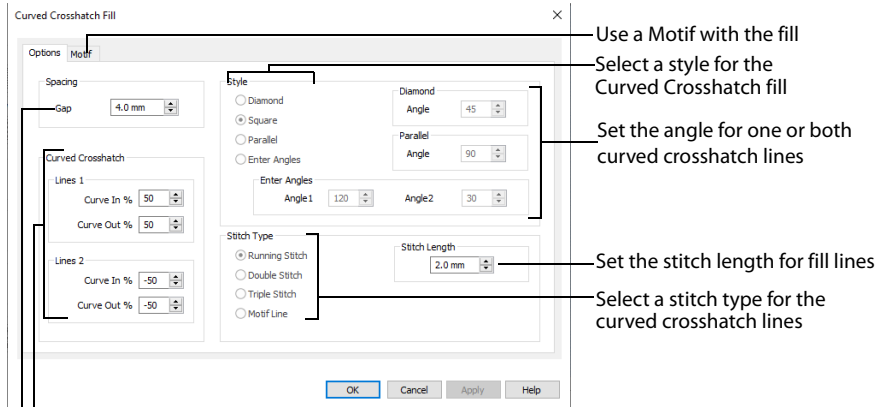 Curved Crosshatch Fill
Use a Motif with the fill
Options Motif
Select a style for the
Curved Crosshatch fill
Spacing
Gap 4.0 mm
Style
Diamond
Square
Parallel
Enter Angles
Diamond
Angle 45
Parallel
Angle 90
Enter Angles
Angle1 120 Angle2 30
Set the angle for one or both
curved crosshatch lines
Curved Crosshatch
Lines 1
Curve In % 50
Curve Out % 50
Lines 2
Curve In % -50
Curve Out % -50
Stitch Type
Running Stitch
Double Stitch
Triple Stitch
Motif Line
Stitch Length
2.0 mm
Set the stitch length for fill lines
Select a stitch type for the
curved crosshatch lines
OK Cancel Apply Help